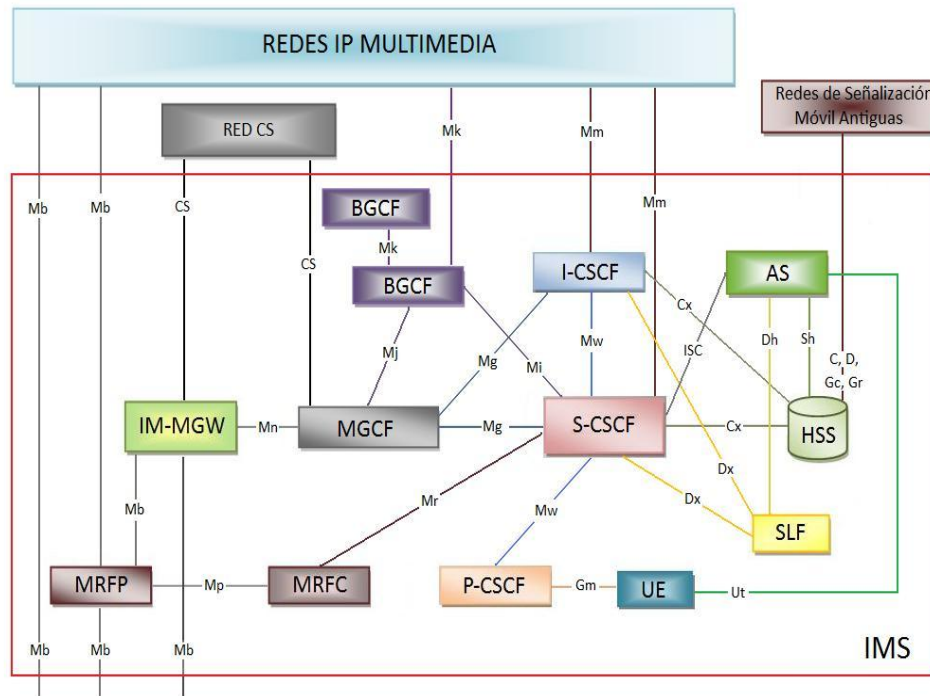 REDES IP MULTIMEDIA
Redes de Señalización
Móvil Antiguas
RED CS
Mk
Mm
Mb
Mb
CS
Mm
BGCF
Mk
CS
BGCF
I-CSCF
AS
Cx
Mj
Mg
Mi
Mw
ISC
Dh
Sh
C, D,
Gc, Gr
IM-MGW
Mn
MGCF
Mg
S-CSCF
Cx
HSS
Mr
Dx
Dx
Mb
Mw
SLF
MRFP
Mp
MRFC
P-CSCF
Gm
UE
Ut
Mb
Mb
Mb
IMS